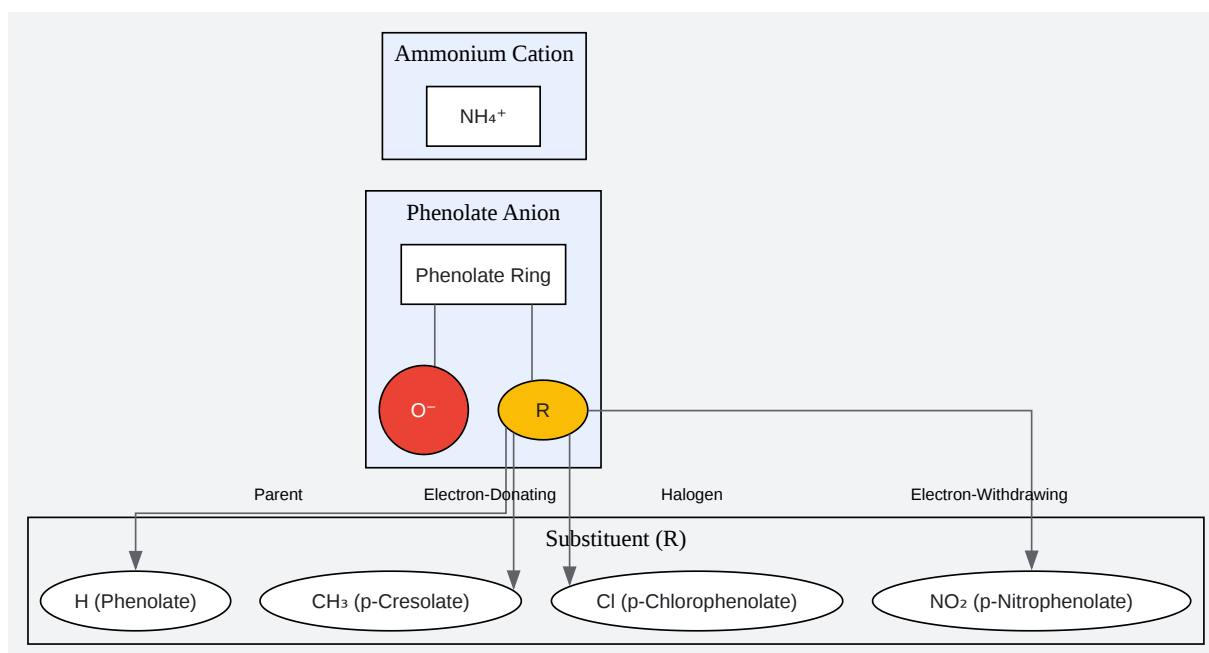 Ammonium Cation
NH₄⁺
Phenolate Anion
Phenolate Ring
O⁻
R
Parent
Electron-Donating
Halogen
Electron-Withdrawing
Substituent (R)
H (Phenolate)
CH₃ (p-Cresolate)
Cl (p-Chlorophenolate)
NO₂ (p-Nitrophenolate)